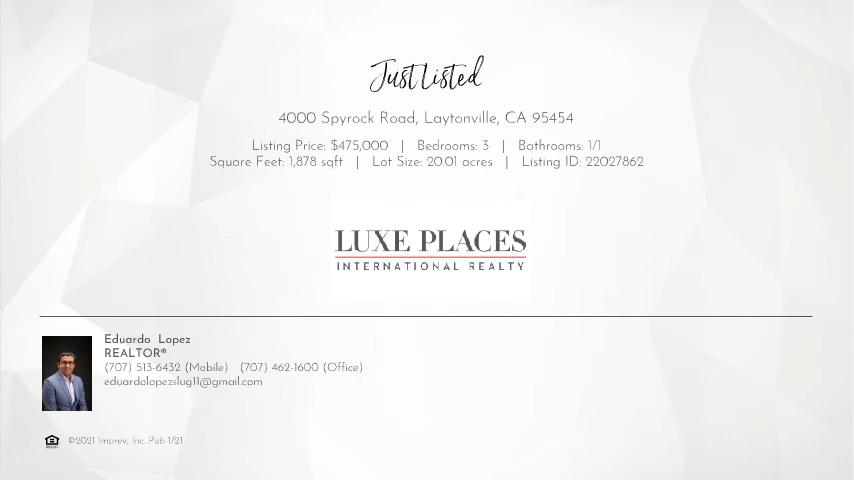 Just Listed
4000 Spyrock Road, Laytonville, CA 95454
Listing Price: $475,000 | Bedrooms: 3 | Bathrooms: 1/1
Square Feet: 1,878 sqft | Lot Size: 20.01 acres | Listing ID: 22027862
LUXE PLACES
INTERNATIONAL REALTY
Eduardo Lopez
REALTOR®
(707) 513-6432 (Mobile) (707) 462-1600 (Office)
eduardolopezslug11@gmail.com
©2021 Imprev, Inc. Pub 1/21